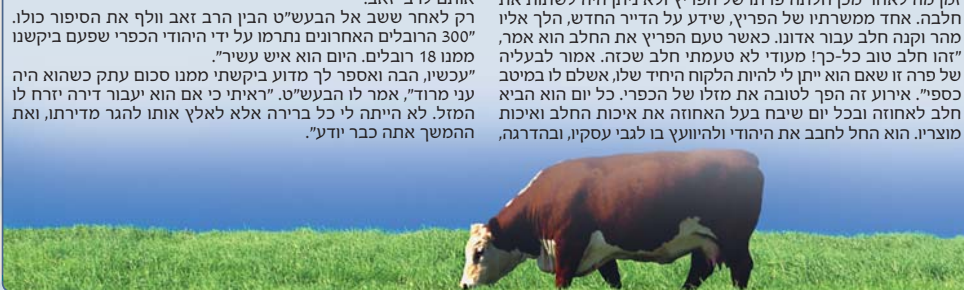 חלבה. אחד ממשרתיו של הפריץ, שידע על הדייר החדש, הלך אליו
מהר וקנה חלב עבור אדונו. כאשר טעם הפריץ את החלב הוא אמר,
"זהו חלב טוב כל-כך! מעודי לא טעמתי חלב שכזה. אמור לבעליה
של פרה זו שאם הוא ייתן לי להיות הלקוח היחיד שלו, אשלם לו במיטב
כספי". אירוע זה הפך לטובה את מזלו של הכפרי. כל יום הוא הביא
חלב לאחוזה ובכל יום שיבח בעל האחוזה את איכות החלב ואיכות
מוצריו. הוא החל לחבב את היהודי ולהיוועץ בו לגבי עסקיו, ובהדרגה,
רק לאחר ששב אל הבעש"ט הבין הרב זאב וולף את הסיפור כולו.
"300 הרובלים האחרונים נתרמו על ידי היהודי הכפרי שפעם ביקשנו
ממנו 18 רובלים. היום הוא איש עשיר".
"עכשיו, הבה ואספר לך מדוע ביקשתי ממנו סכום עתק כשהוא היה
עני מרוד", אמר לו הבעש"ט. "ראיתי כי אם הוא יעבור דירה יזרח לו
המזל. לא הייתה לי כל ברירה אלא לאלץ אותו להגר מדירתו, ואת
ההמשך אתה כבר יודע".